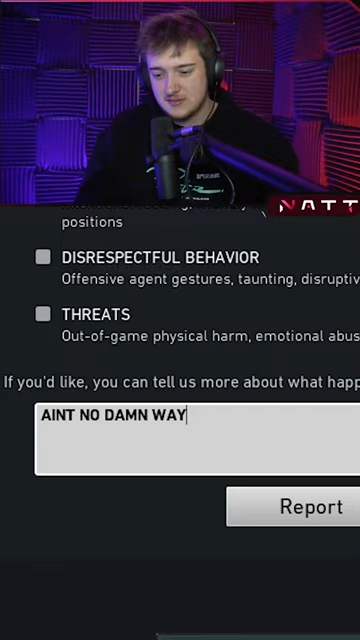 NATT
positions
DISRESPECTFUL BEHAVIOR
Offensive agent gestures, taunting, disruptiv
THREATS
Out-of-game physical harm, emotional abus
If you'd like, you can tell us more about what happ
AINT NO DAMN WAY
Report